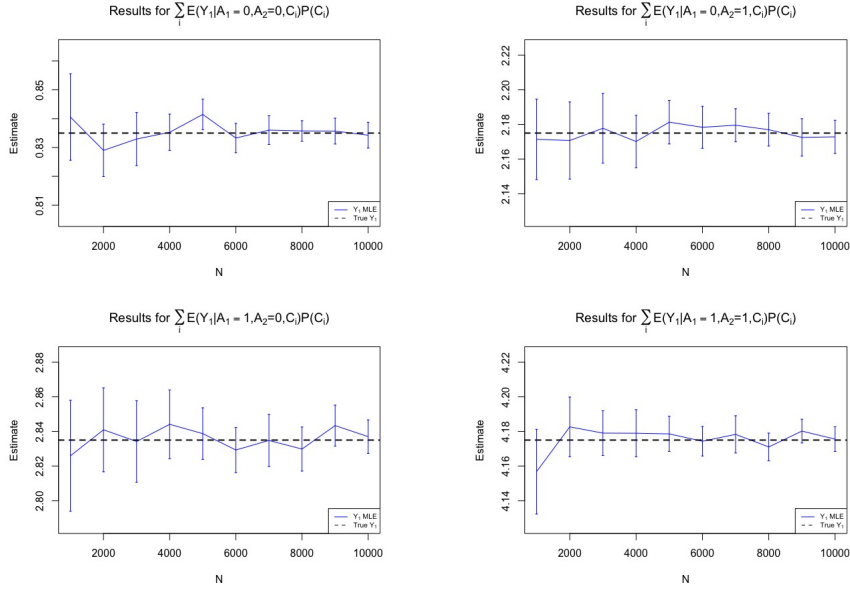 Results for ∑ᵢ E(Y₁|A₁ = 0,A₂=0,Cᵢ)P(Cᵢ)
Estimate
0.85
0.83
0.81
2000 4000 6000 8000 10000
N
Y₁ MLE
True Y₁
Results for ∑ᵢ E(Y₁|A₁ = 0,A₂=1,Cᵢ)P(Cᵢ)
Estimate
2.22
2.20
2.18
2.16
2.14
2000 4000 6000 8000 10000
N
Y₁ MLE
True Y₁
Results for ∑ᵢ E(Y₁|A₁ = 1,A₂=0,Cᵢ)P(Cᵢ)
Estimate
2.88
2.86
2.84
2.82
2.80
2000 4000 6000 8000 10000
N
Y₁ MLE
True Y₁
Results for ∑ᵢ E(Y₁|A₁ = 1,A₂=1,Cᵢ)P(Cᵢ)
Estimate
4.22
4.20
4.18
4.16
4.14
2000 4000 6000 8000 10000
N
Y₁ MLE
True Y₁